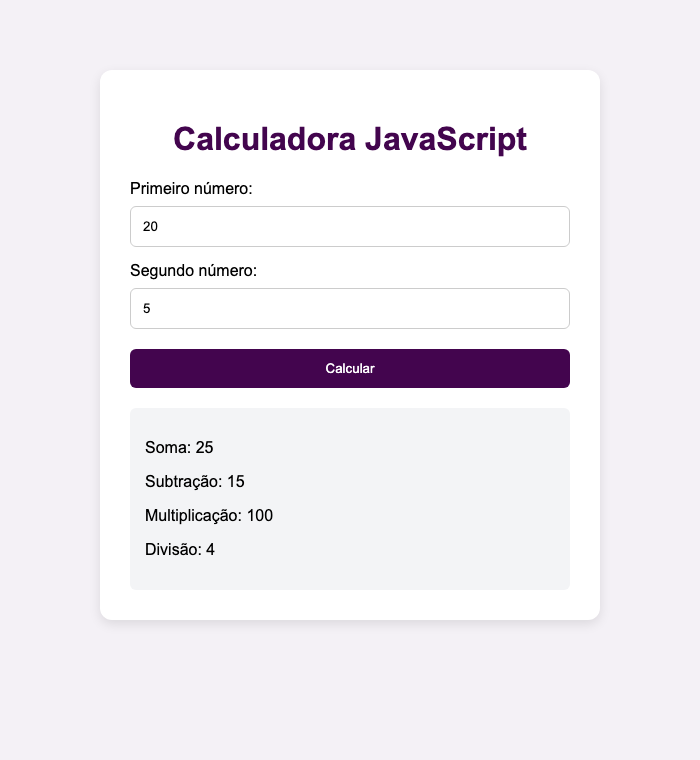 Calculadora JavaScript
Primeiro número:
20
Segundo número:
5
Calcular
Soma: 25
Subtração: 15
Multiplicação: 100
Divisão: 4